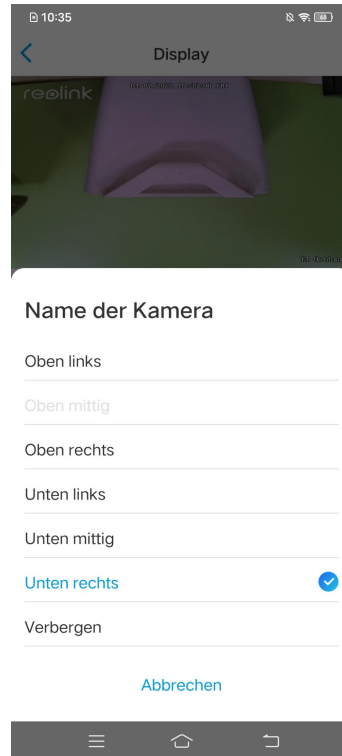 10:35
68
Display
reolink
Name der Kamera
Oben links
Oben mittig
Oben rechts
Unten links
Unten mittig
Unten rechts
Verbergen
Abbrechen